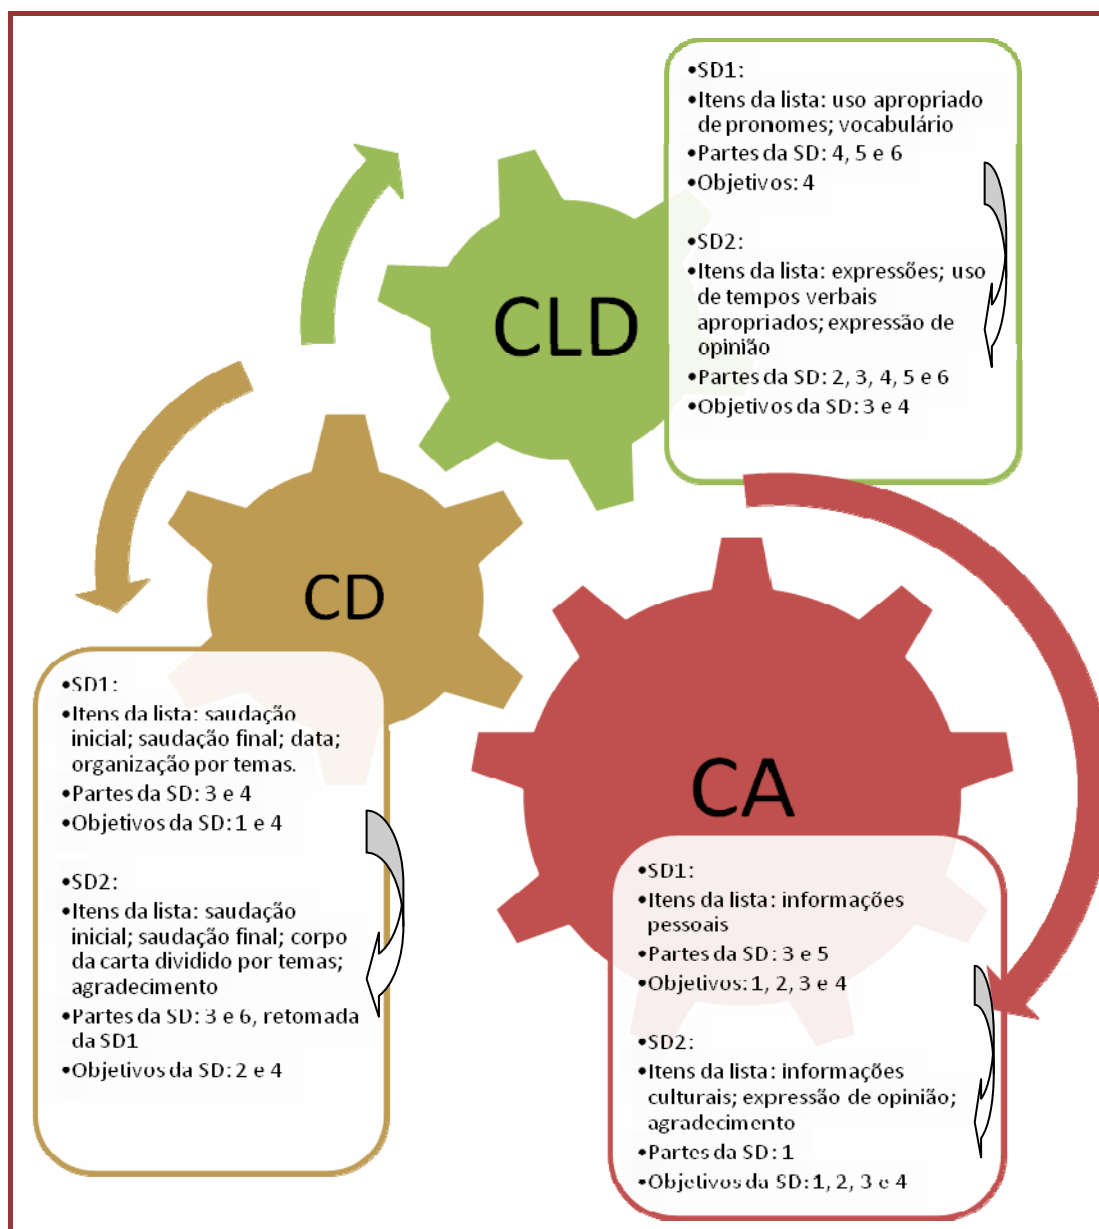 •SD1:
•Itens da lista: uso apropriado
de pronomes; vocabulário
•Partes da SD: 4, 5 e 6
•Objetivos: 4
•SD2:
•Itens da lista: expressões; uso
de tempos verbais
apropriados; expressão de
opinião
•Partes da SD: 2, 3, 4, 5 e 6
•Objetivos da SD: 3 e 4
CLD
CD
•SD1:
•Itens da lista: saudação
inicial; saudação final; data;
organização por temas.
•Partes da SD: 3 e 4
•Objetivos da SD: 1 e 4
•SD2:
•Itens da lista: saudação
inicial; saudação final; corpo
da carta dividido por temas;
agradecimento
•Partes da SD: 3 e 6, retomada
da SD1
•Objetivos da SD: 2 e 4
CA
•SD1:
•Itens da lista: informações
pessoais
•Partes da SD: 3 e 5
•Objetivos: 1, 2, 3 e 4
•SD2:
•Itens da lista: informações
culturais; expressão de opinião;
agradecimento
•Partes da SD: 1
•Objetivos da SD: 1, 2, 3 e 4